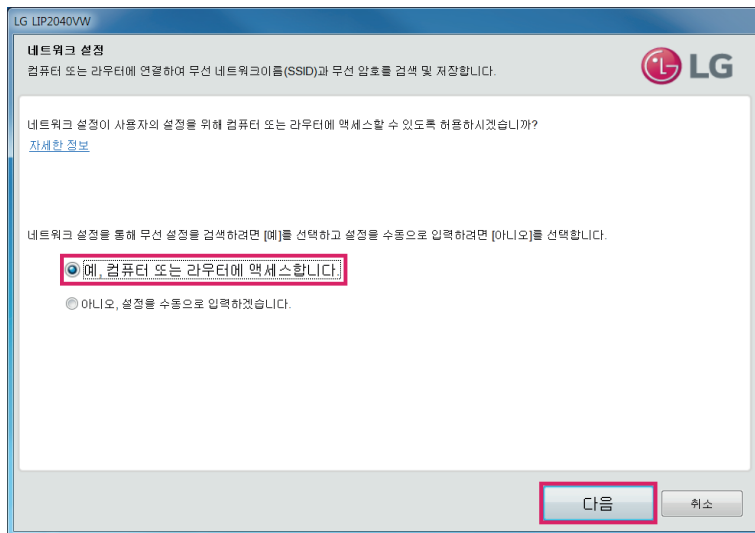 LG LIP2040VW
네트워크 설정
컴퓨터 또는 라우터에 연결하여 무선 네트워크이름(SSID)과 무선 암호를 검색 및 저장합니다.
LG
네트워크 설정이 사용자의 설정을 위해 컴퓨터 또는 라우터에 액세스할 수 있도록 허용하시겠습니까?
자세한 정보
네트워크 설정을 통해 무선 설정을 검색하려면 [예]를 선택하고 설정을 수동으로 입력하려면 [아니오]를 선택합니다.
예, 컴퓨터 또는 라우터에 액세스합니다.
아니오, 설정을 수동으로 입력하겠습니다.
다음
취소